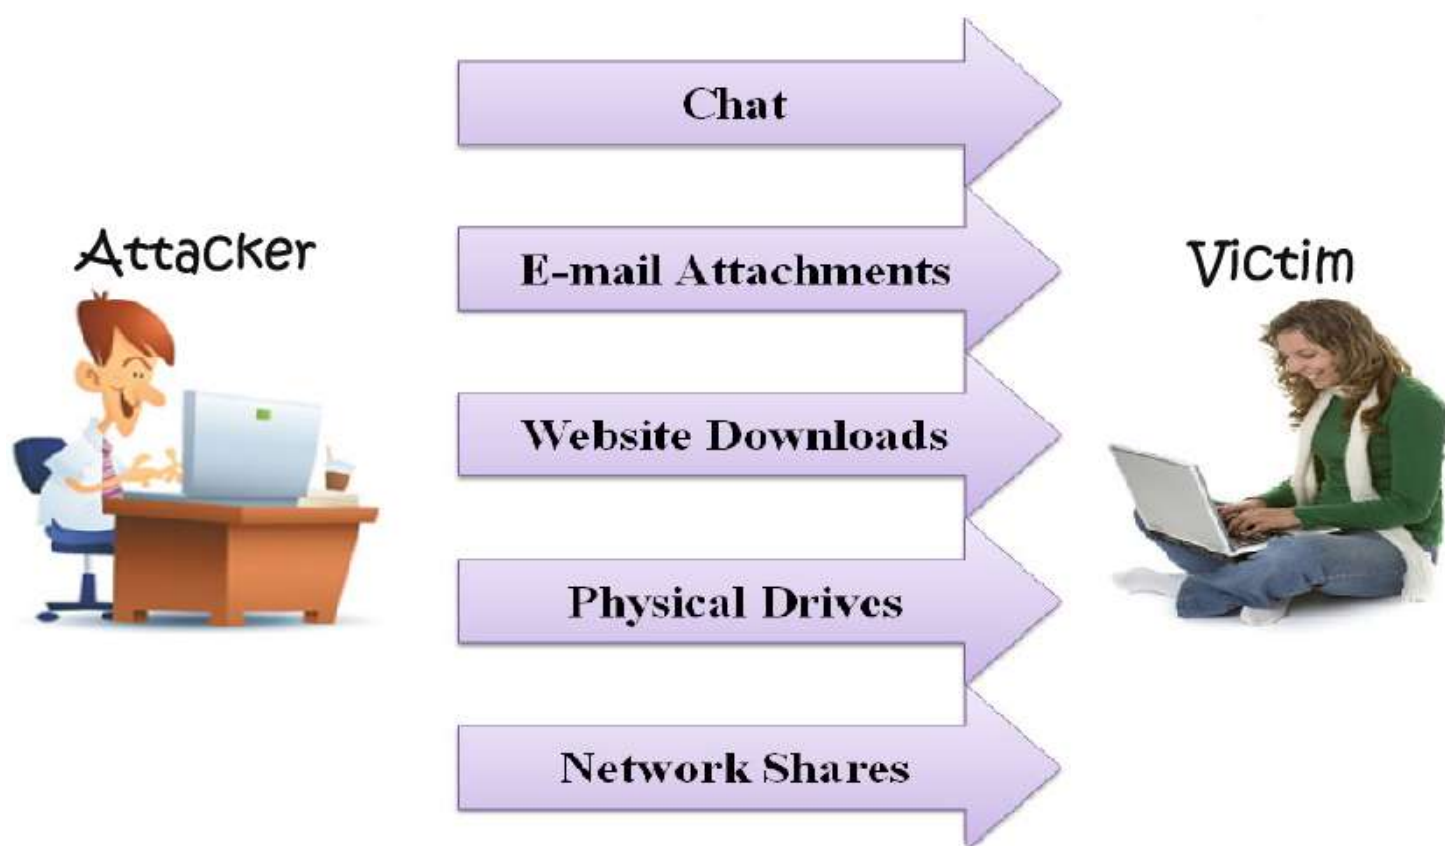 Chat
Attacker
E-mail Attachments
Victim
Website Downloads
Physical Drives
Network Shares